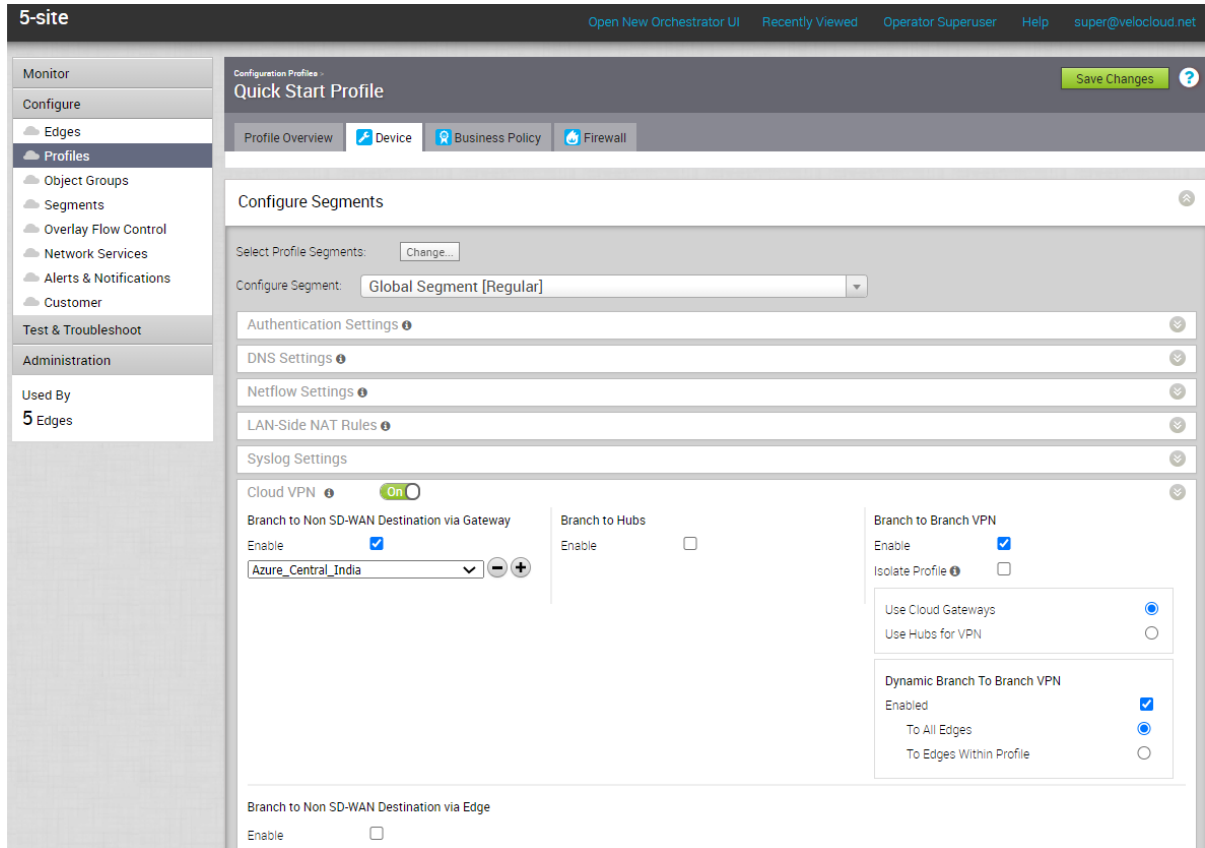 5-site
Open New Orchestrator UI Recently Viewed Operator Superuser Help super@velocloud.net
Monitor
Configure
Edges
Profiles
Object Groups
Segments
Overlay Flow Control
Network Services
Alerts & Notifications
Customer
Test & Troubleshoot
Administration
Used By
5 Edges
Configuration Profiles >
Quick Start Profile
Save Changes ?
Profile Overview Device Business Policy Firewall
Configure Segments
Select Profile Segments: Change...
Configure Segment: Global Segment [Regular]
Authentication Settings
DNS Settings
Netflow Settings
LAN-Side NAT Rules
Syslog Settings
Cloud VPN On
Branch to Non SD-WAN Destination via Gateway
Enable
Azure_Central_India
Branch to Hubs
Enable
Branch to Branch VPN
Enable
Isolate Profile
Use Cloud Gateways
Use Hubs for VPN
Dynamic Branch To Branch VPN
Enabled
To All Edges
To Edges Within Profile
Branch to Non SD-WAN Destination via Edge
Enable